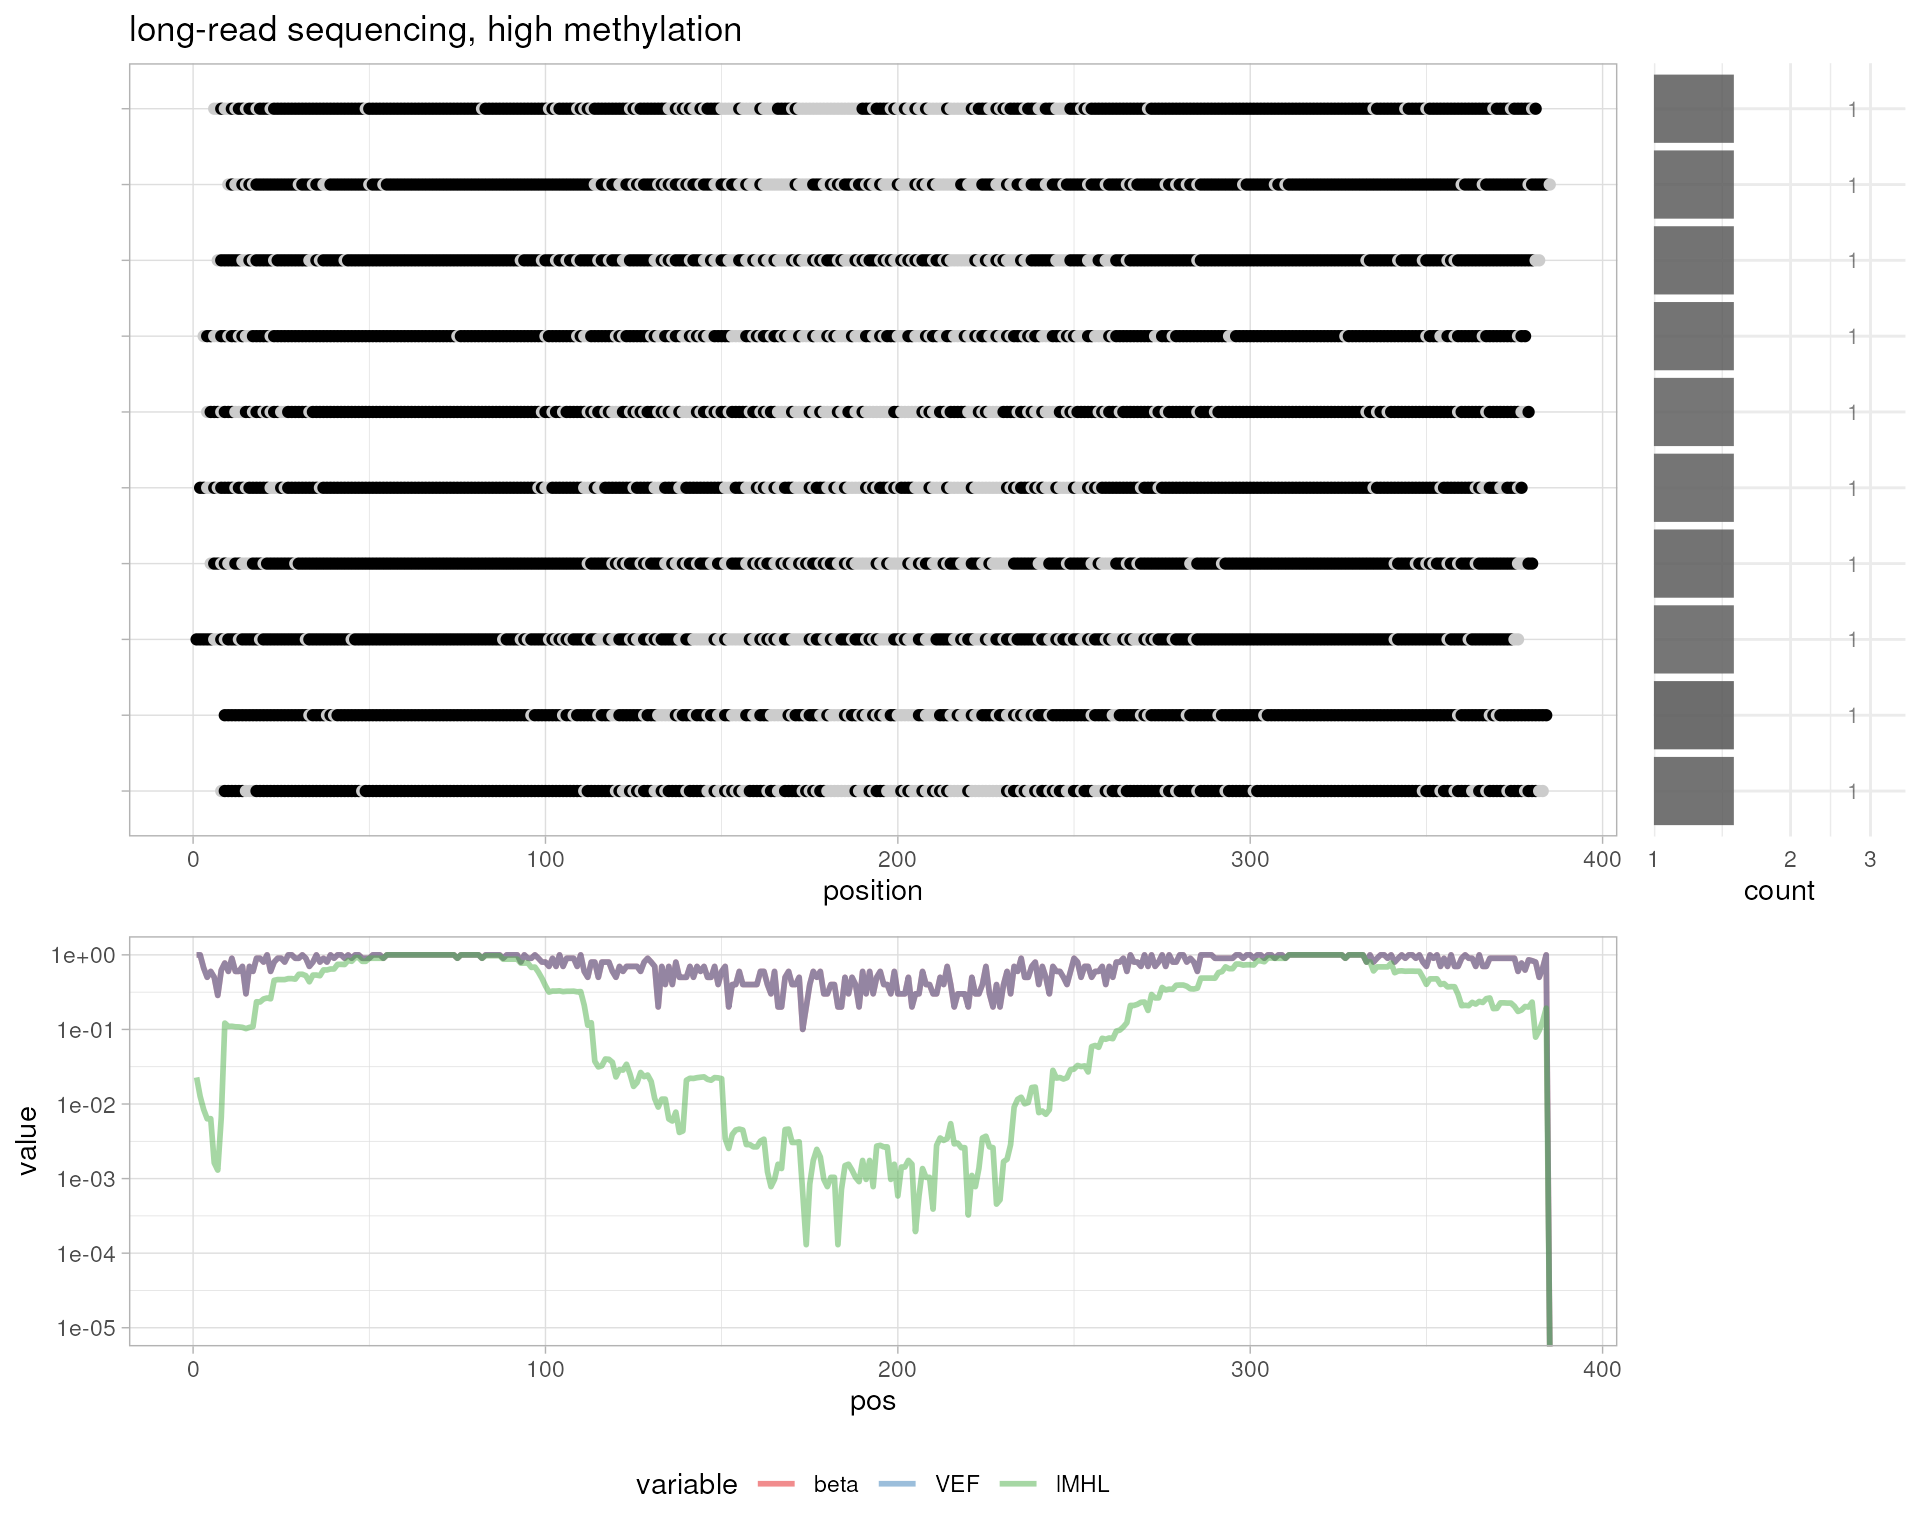 long-read sequencing, high methylation
1
1
1
1
1
1
1
1
1
1
0 100 200 300 400 1 2 3
position count
1e+00
1e-01
1e-02
1e-03
1e-04
1e-05
value
0 100 200 300 400
pos
variable beta VEF lMHL